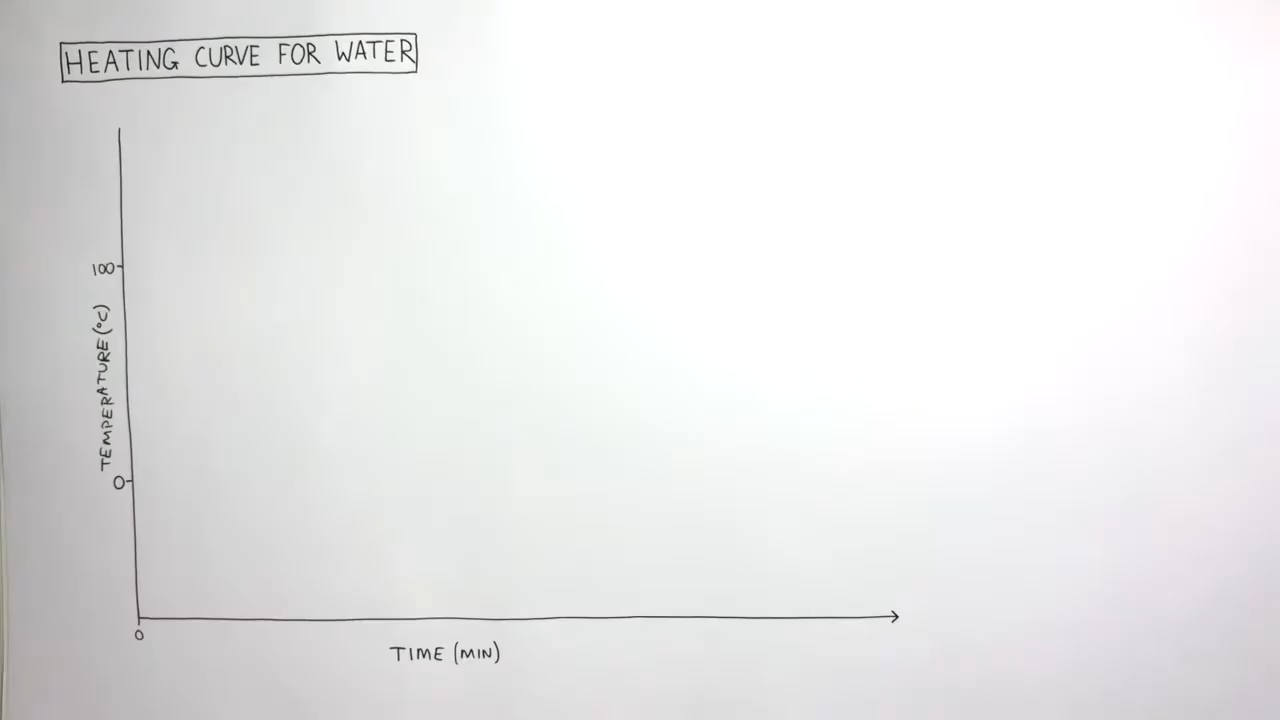 HEATING CURVE FOR WATER
100
TEMPERATURE (°C)
0
0
TIME (MIN)